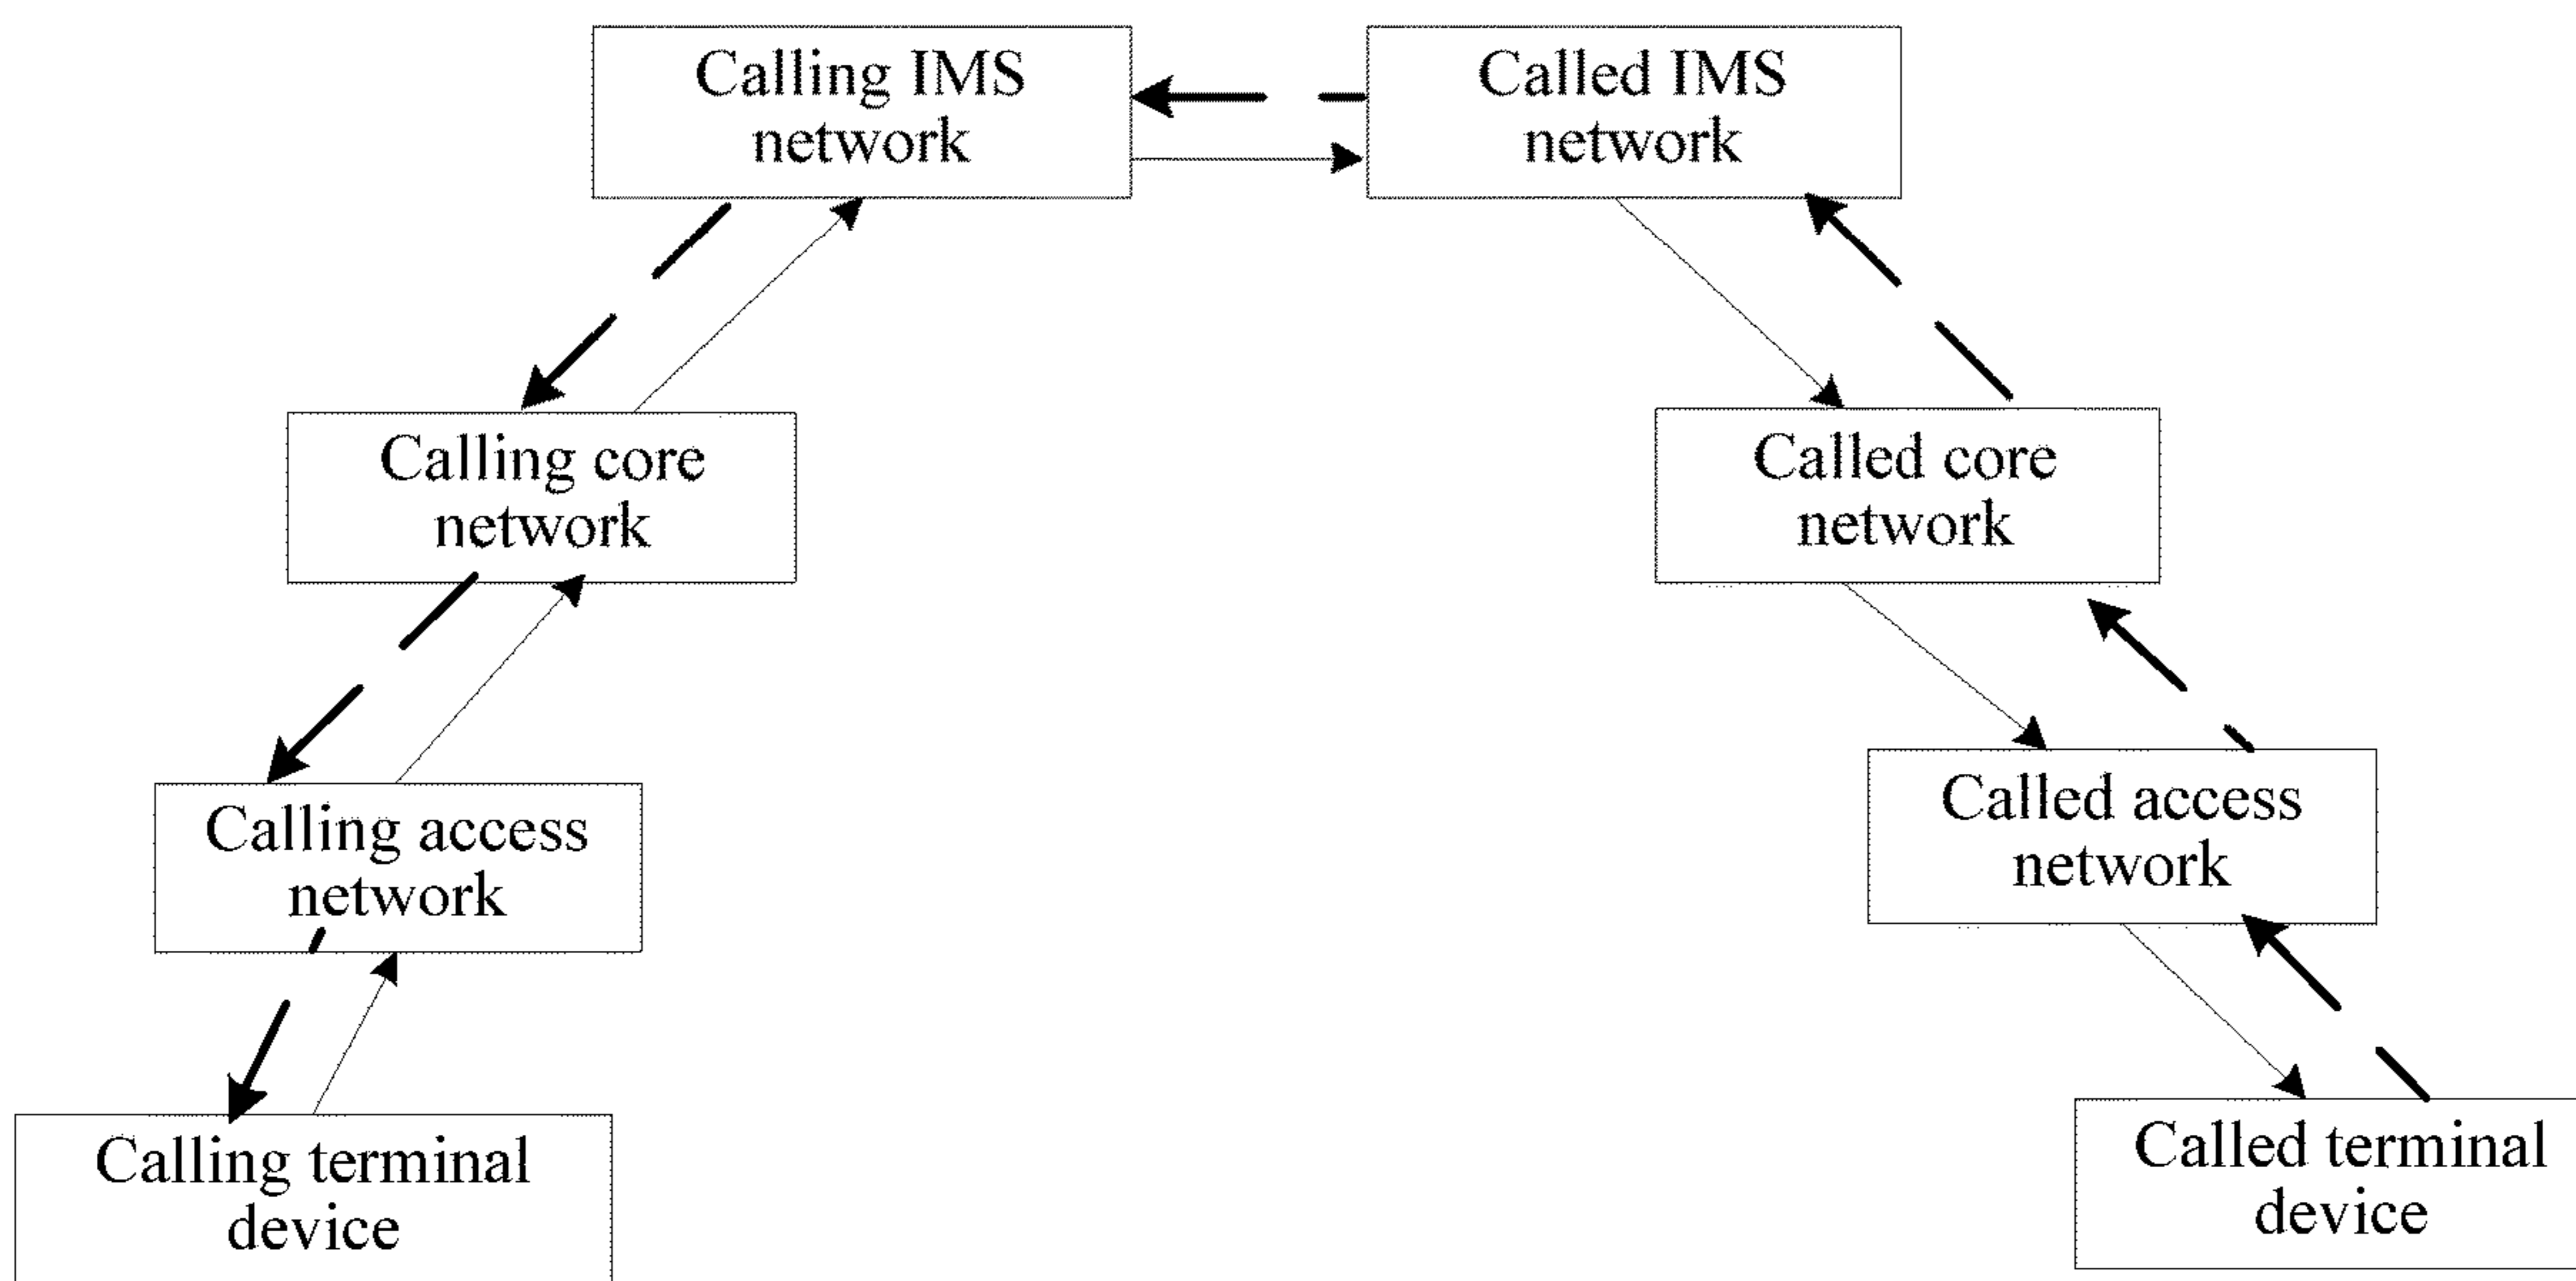 Calling IMS
network
Called IMS
network
Calling core
network
Called core
network
Calling access
network
Called access
network
Calling terminal
device
Called terminal
device